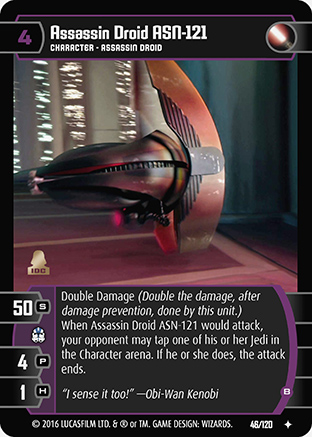 4
Assassin Droid ASN-121
CHARACTER - ASSASSIN DROID
IDC
50 S
4 P
1 H
Double Damage (Double the damage, after
damage prevention, done by this unit.)
When Assassin Droid ASN-121 would attack,
your opponent may tap one of his or her Jedi in
the Character arena. If he or she does, the attack
ends.
“I sense it too!” —Obi-Wan Kenobi
B
© 2016 LUCASFILM LTD. & ® or TM. GAME DESIGN: WIZARDS.
48/120